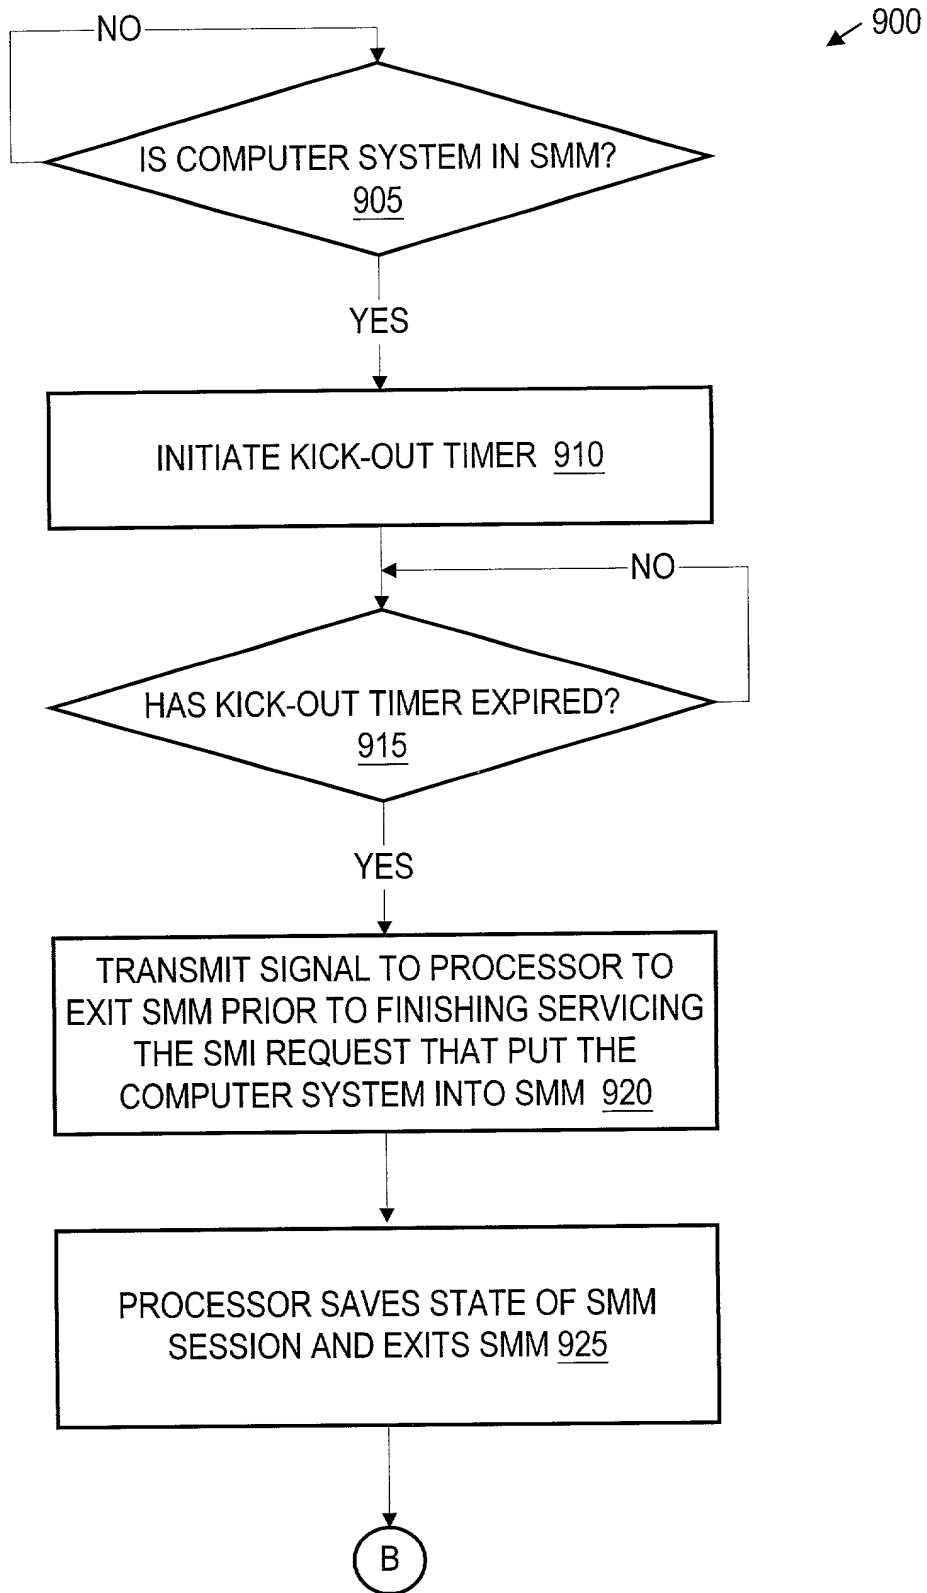 900
NO
IS COMPUTER SYSTEM IN SMM?
905
YES
INITIATE KICK-OUT TIMER 910
NO
HAS KICK-OUT TIMER EXPIRED?
915
YES
TRANSMIT SIGNAL TO PROCESSOR TO
EXIT SMM PRIOR TO FINISHING SERVICING
THE SMI REQUEST THAT PUT THE
COMPUTER SYSTEM INTO SMM 920
PROCESSOR SAVES STATE OF SMM
SESSION AND EXITS SMM 925
B